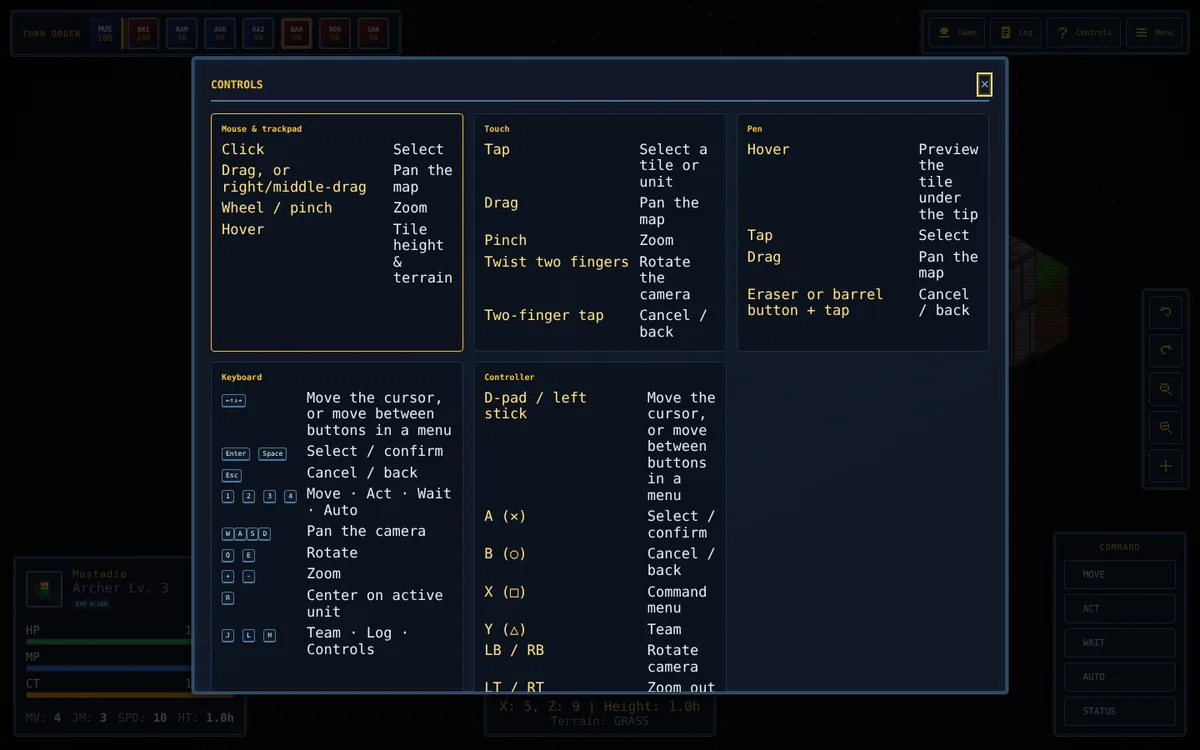 TURN ORDER
MUS
100
BRI
100
RAM
90
AGR
90
KAZ
90
BAN
90
ROG
90
SHA
80
Team
Log
? Controls
Menu
CONTROLS
×
Mouse & trackpad
Click
Select
Drag, or
right/middle-drag
Pan the
map
Wheel / pinch
Zoom
Hover
Tile
height
&
terrain
Touch
Tap
Select a
tile or
unit
Drag
Pan the
map
Pinch
Zoom
Twist two fingers
Rotate
the
camera
Two-finger tap
Cancel /
back
Pen
Hover
Preview
the
tile
under
the tip
Tap
Select
Drag
Pan the
map
Eraser or barrel
button + tap
Cancel
/ back
Keyboard
←↑↓→
Move the cursor,
or move between
buttons in a menu
Enter Space
Select / confirm
Esc
Cancel / back
1 2 3 4
Move · Act · Wait
· Auto
W A S D
Pan the camera
Q E
Rotate
+ -
Zoom
R
Center on active
unit
J L H
Team · Log ·
Controls
Controller
D-pad / left
stick
Move the
cursor,
or move
between
buttons
in a
menu
A (×)
Select /
confirm
B (○)
Cancel /
back
X (□)
Command
menu
Y (△)
Team
LB / RB
Rotate
camera
LT / RT
Zoom out
Mustadio
Archer Lv. 3
HP
MP
CT
MV: 4 JM: 3 SPD: 10 HT: 1.0h
X: 5, Z: 9 | Height: 1.0h
Terrain: GRASS
COMMAND
MOVE
ACT
WAIT
AUTO
STATUS